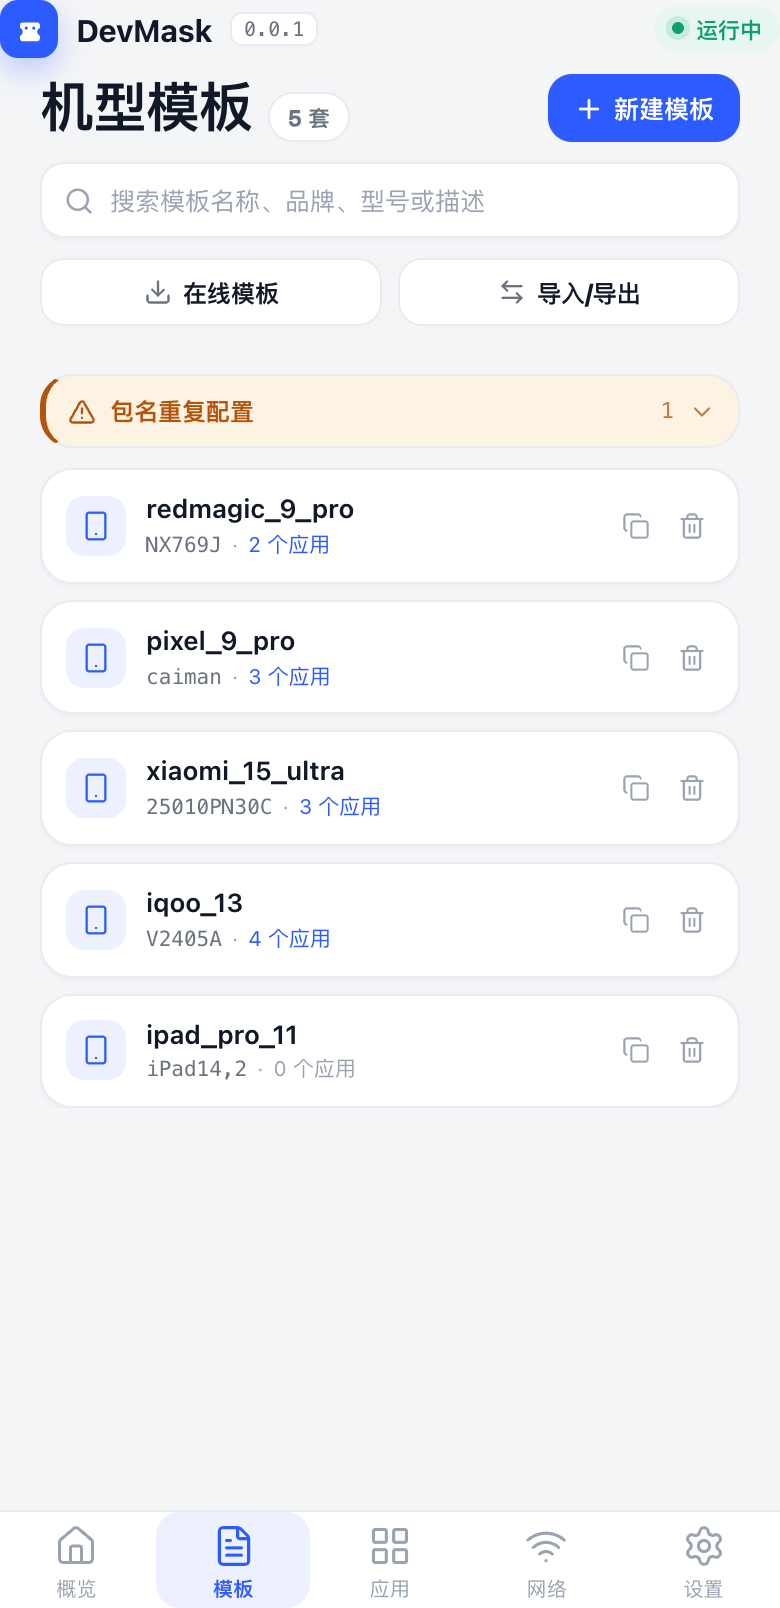 DevMask 0.0.1 运行中
机型模板 5 套 新建模板
搜索模板名称、品牌、型号或描述
在线模板 导入/导出
包名重复配置 1
redmagic_9_pro
NX769J · 2 个应用
pixel_9_pro
caiman · 3 个应用
xiaomi_15_ultra
25010PN30C · 3 个应用
iqoo_13
V2405A · 4 个应用
ipad_pro_11
iPad14,2 · 0 个应用
概览 模板 应用 网络 设置